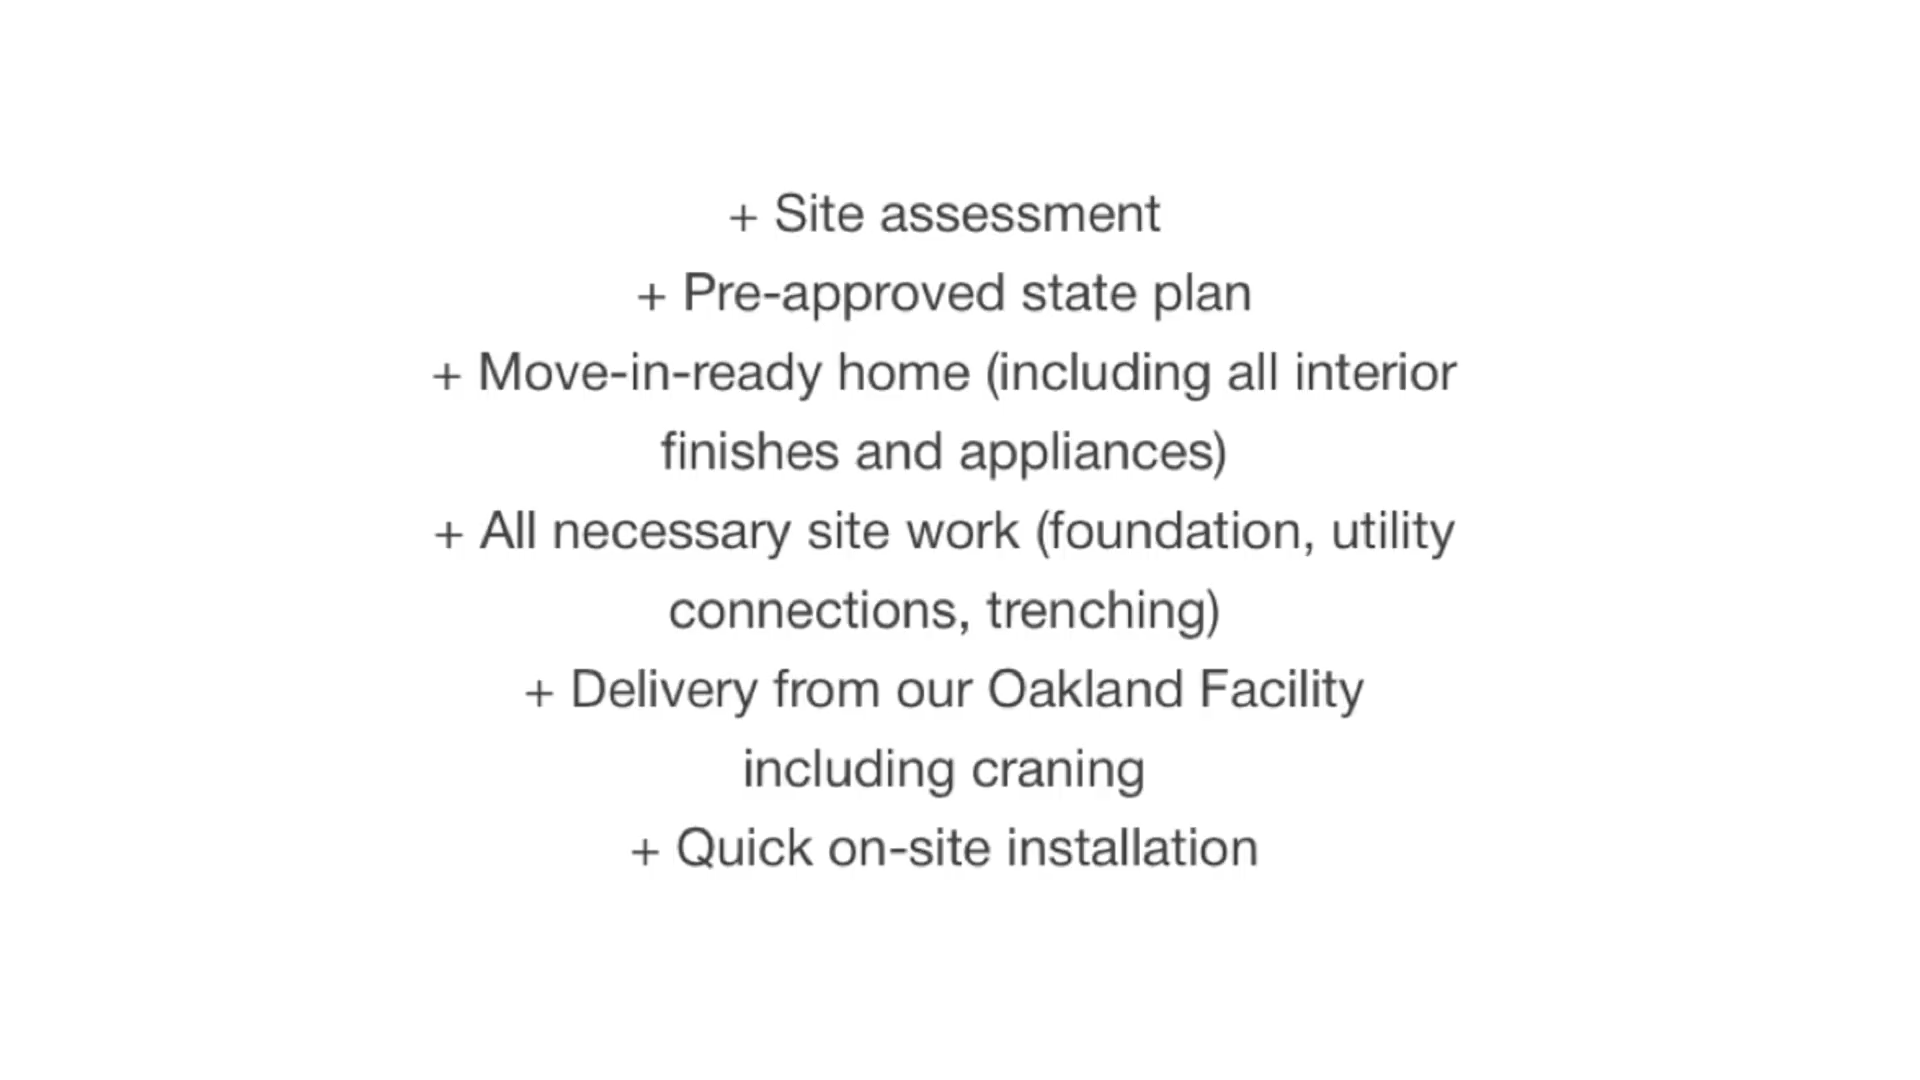 + Site assessment
+ Pre-approved state plan
+ Move-in-ready home (including all interior
finishes and appliances)
+ All necessary site work (foundation, utility
connections, trenching)
+ Delivery from our Oakland Facility
including craning
+ Quick on-site installation